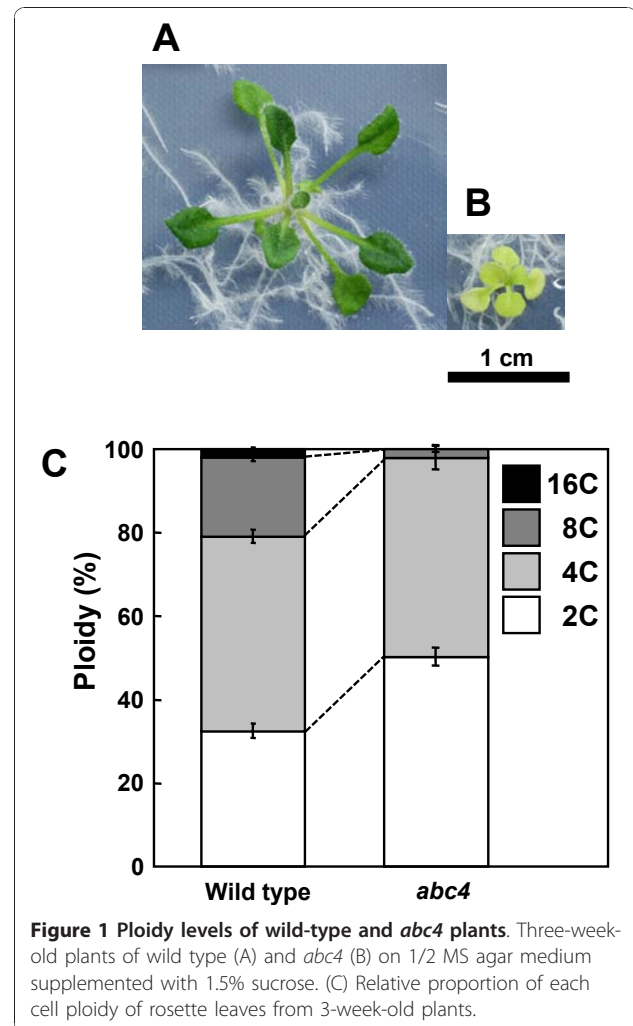 A
B
1 cm
C
Ploidy (%)
100
80
60
40
20
0
16C
8C
4C
2C
Wild type
abc4
Figure 1 Ploidy levels of wild-type and abc4 plants. Three-week-
old plants of wild type (A) and abc4 (B) on 1/2 MS agar medium
supplemented with 1.5% sucrose. (C) Relative proportion of each
cell ploidy of rosette leaves from 3-week-old plants.